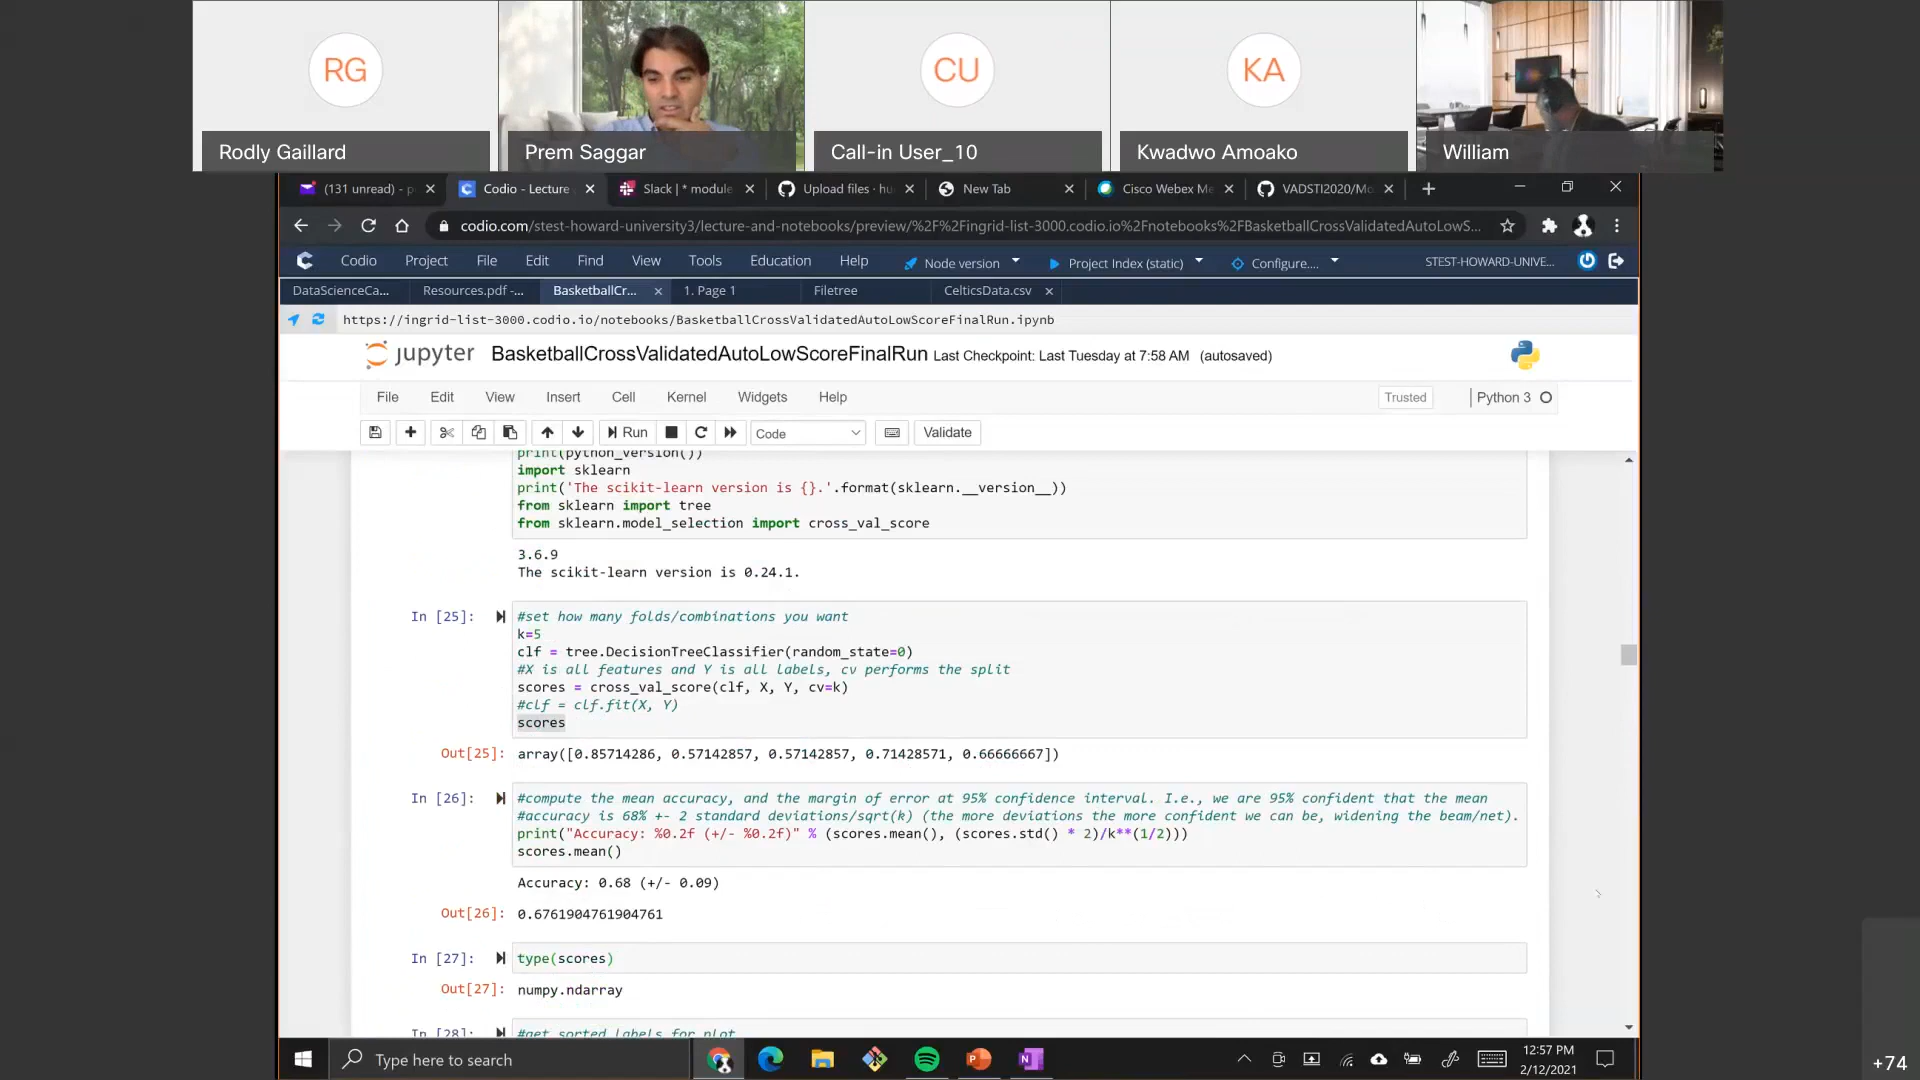 RG
CU
KA
Rodly Gaillard
Prem Saggar
Call-in User_10
Kwadwo Amoako
William
(131 unread) - p
Codio - Lecture
Slack | * module
Upload files · hu
New Tab
Cisco Webex Me
VADSTI2020/Mo
codio.com/stest-howard-university3/lecture-and-notebooks/preview/%2F%2Fingrid-list-3000.codio.io%2Fnotebooks%2FBasketballCrossValidatedAutoLowS...
Codio Project File Edit Find View Tools Education Help Node version Project Index (static) Configure.... STEST-HOWARD-UNIVE...
DataScienceCa... Resources.pdf -... BasketballCr... 1. Page 1 Filetree CelticsData.csv
https://ingrid-list-3000.codio.io/notebooks/BasketballCrossValidatedAutoLowScoreFinalRun.ipynb
jupyter BasketballCrossValidatedAutoLowScoreFinalRun Last Checkpoint: Last Tuesday at 7:58 AM (autosaved)
File Edit View Insert Cell Kernel Widgets Help Trusted Python 3
Run Code Validate
print(python_version())
import sklearn
print('The scikit-learn version is {}.'.format(sklearn.__version__))
from sklearn import tree
from sklearn.model_selection import cross_val_score
3.6.9
The scikit-learn version is 0.24.1.
In [25]: #set how many folds/combinations you want
k=5
clf = tree.DecisionTreeClassifier(random_state=0)
#X is all features and Y is all labels, cv performs the split
scores = cross_val_score(clf, X, Y, cv=k)
#clf = clf.fit(X, Y)
scores
Out[25]: array([0.85714286, 0.57142857, 0.57142857, 0.71428571, 0.66666667])
In [26]: #compute the mean accuracy, and the margin of error at 95% confidence interval. I.e., we are 95% confident that the mean
#accuracy is 68% +- 2 standard deviations/sqrt(k) (the more deviations the more confident we can be, widening the beam/net).
print("Accuracy: %0.2f (+/- %0.2f)" % (scores.mean(), (scores.std() * 2)/k**(1/2)))
scores.mean()
Accuracy: 0.68 (+/- 0.09)
Out[26]: 0.6761904761904761
In [27]: type(scores)
Out[27]: numpy.ndarray
In [28]: #get sorted labels for plot
Type here to search
12:57 PM
2/12/2021
+74